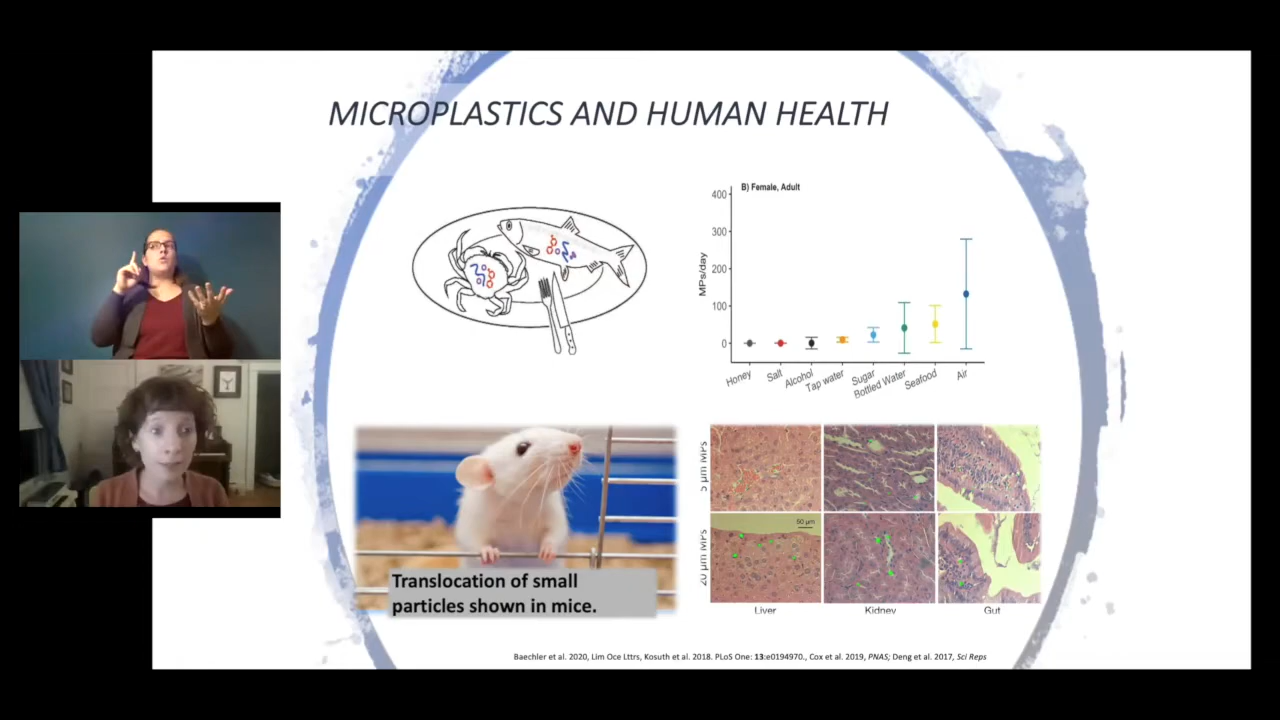 MICROPLASTICS AND HUMAN HEALTH
B) Female, Adult
400
300
200
100
0
MPs/day
Honey
Salt
Alcohol
Tap water
Sugar
Bottled Water
Seafood
Air
Translocation of small
particles shown in mice.
5 μm MPs
20 μm MPs
50 μm
Liver
Kidney
Gut
Baechler et al. 2020, Lim Oce Lttrs, Kosuth et al. 2018. PLoS One: 13:e0194970., Cox et al. 2019, PNAS; Deng et al. 2017, Sci Reps